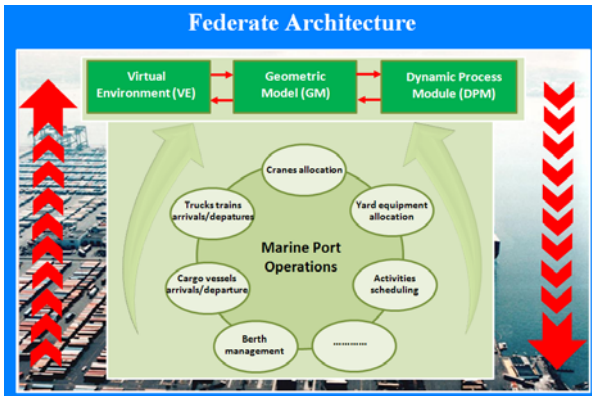 Federate Architecture
Virtual
Environment (VE)
Geometric
Model (GM)
Dynamic Process
Module (DPM)
Cranes allocation
Trucks trains
arrivals/depatures
Yard equipment
allocation
Marine Port
Operations
Cargo vessels
arrivals/departure
Activities
scheduling
Berth
management
............